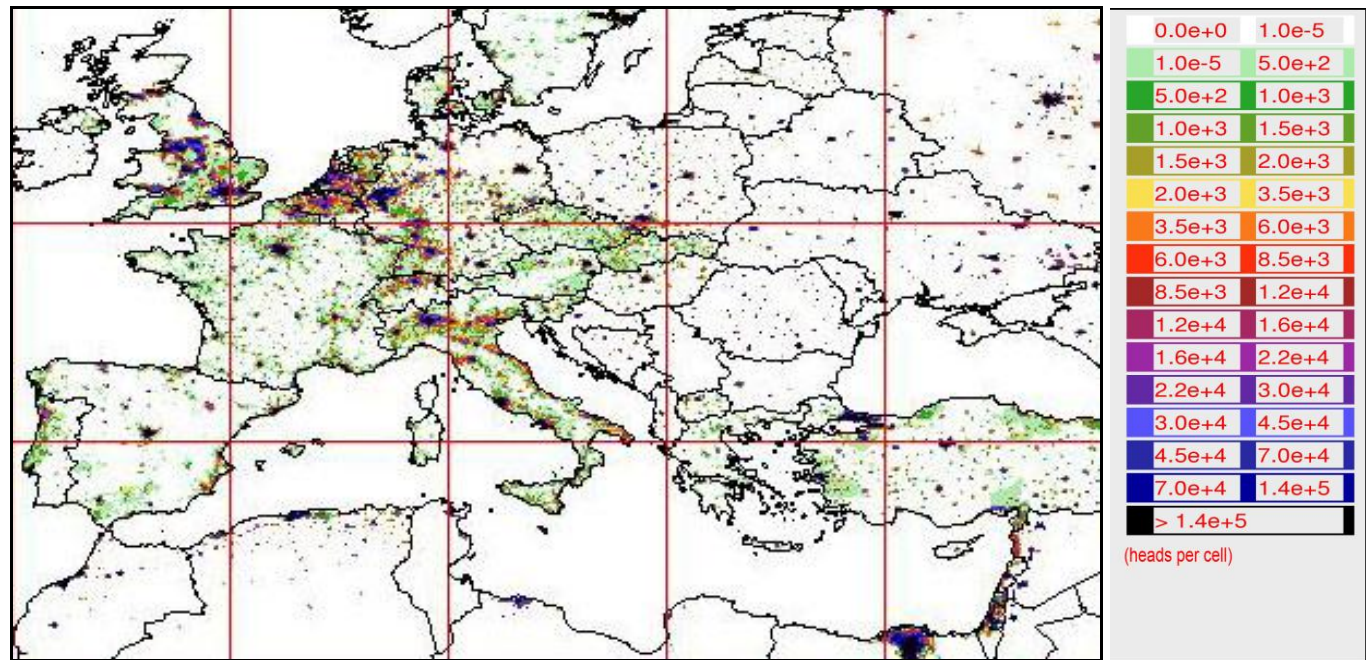 0.0e+0 1.0e-5
1.0e-5 5.0e+2
5.0e+2 1.0e+3
1.0e+3 1.5e+3
1.5e+3 2.0e+3
2.0e+3 3.5e+3
3.5e+3 6.0e+3
6.0e+3 8.5e+3
8.5e+3 1.2e+4
1.2e+4 1.6e+4
1.6e+4 2.2e+4
2.2e+4 3.0e+4
3.0e+4 4.5e+4
4.5e+4 7.0e+4
7.0e+4 1.4e+5
> 1.4e+5
(heads per cell)